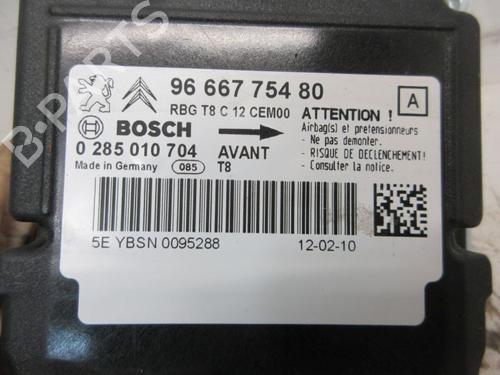 96 667 754 80
RBG T8 C 12 CEM00
A
BOSCH
ATTENTION !
Airbag(s) et pretensionneurs
- Ne pas demonter.
- RISQUE DE DECLENCHEMENT!
- Consulter la notice.
0 285 010 704
AVANT
Made in Germany
085
T8
5E YBSN 0095288
12-02-10
B-PARTS